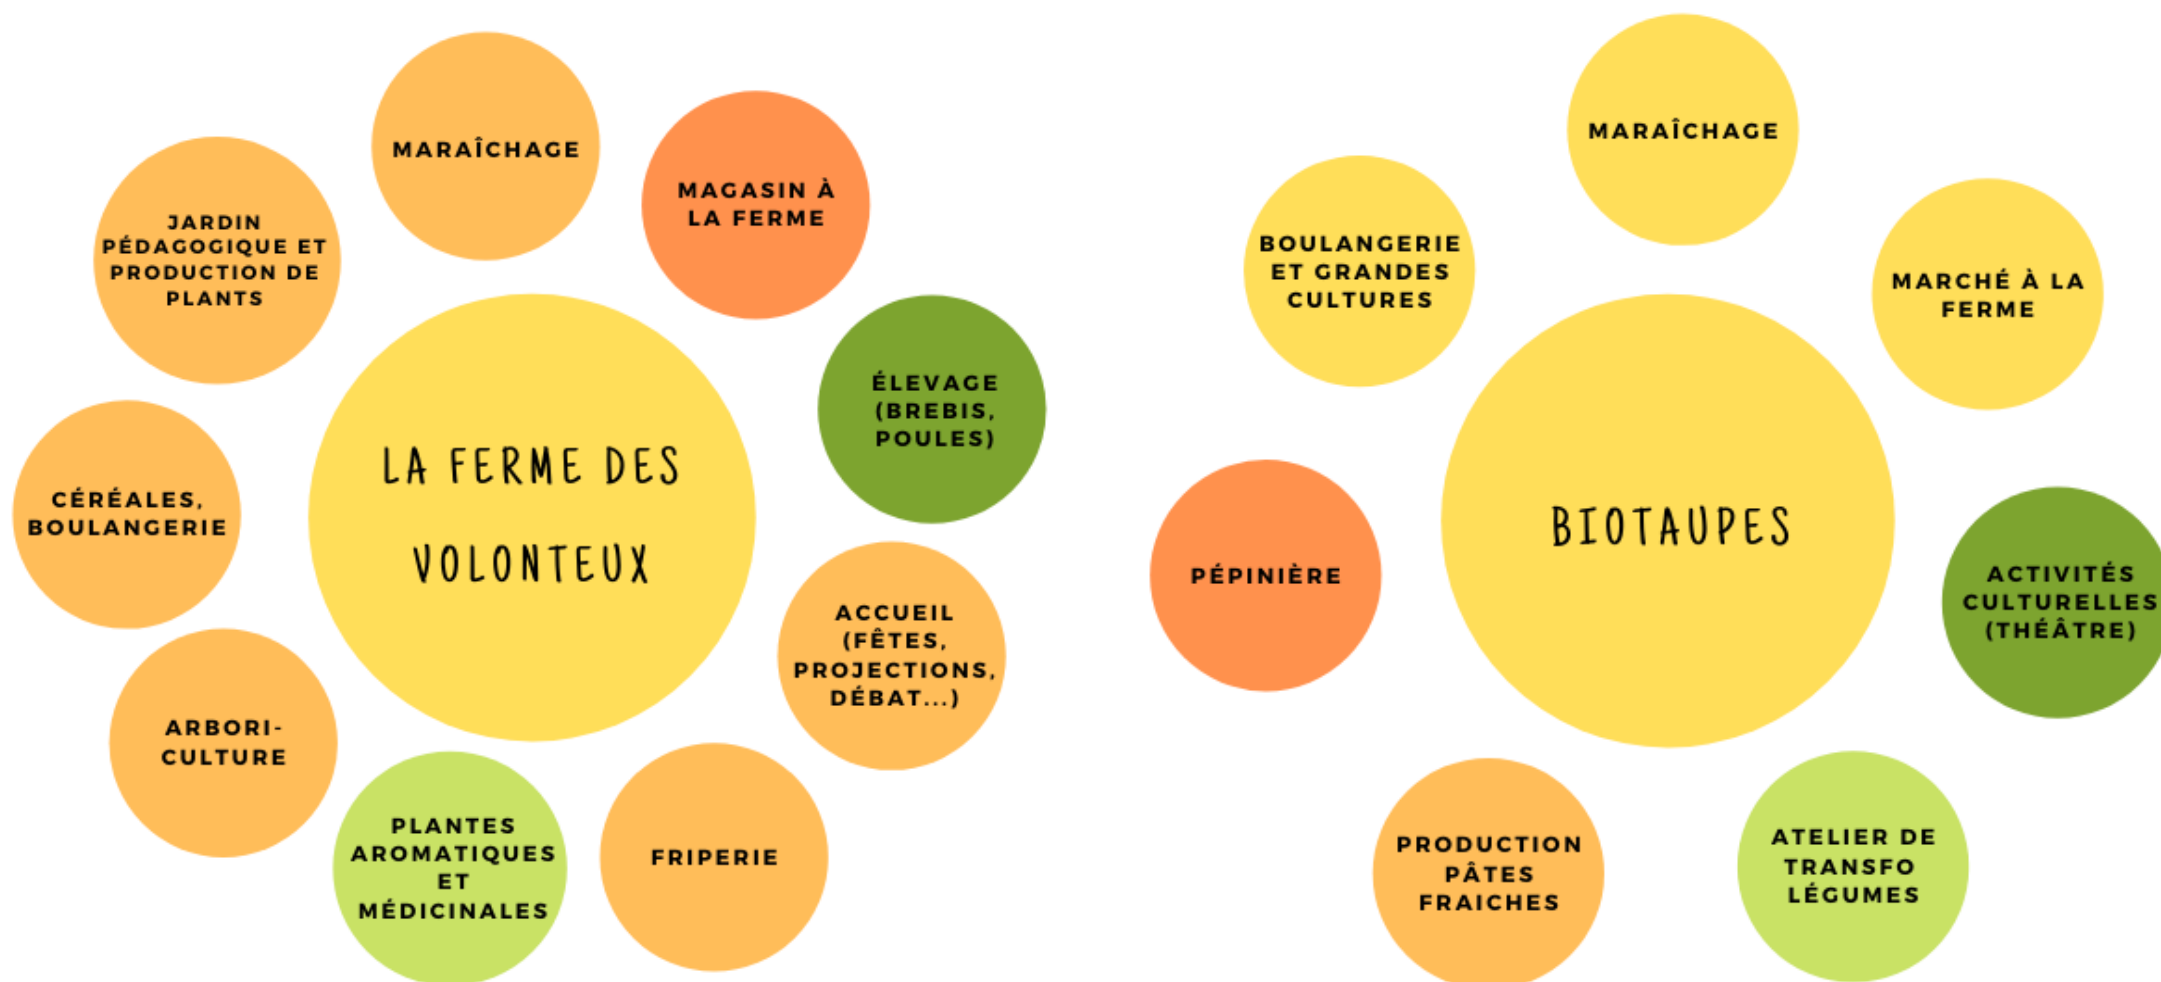 MARAÎCHAGE
MAGASIN À
LA FERME
JARDIN
PÉDAGOGIQUE ET
PRODUCTION DE
PLANTS
ÉLEVAGE
(BREBIS,
POULES)
LA FERME DES
VOLONTEUX
CÉRÉALES,
BOULANGERIE
ACCUEIL
(FÊTES,
PROJECTIONS,
DÉBAT...)
ARBORI-
CULTURE
PLANTES
AROMATIQUES
ET
MÉDICINALES
FRIPERIE
MARAÎCHAGE
BOULANGERIE
ET GRANDES
CULTURES
MARCHÉ À LA
FERME
BIOTAUPES
PÉPINIÈRE
ACTIVITÉS
CULTURELLES
(THÉÂTRE)
PRODUCTION
PÂTES
FRAICHES
ATELIER DE
TRANSFO
LÉGUMES